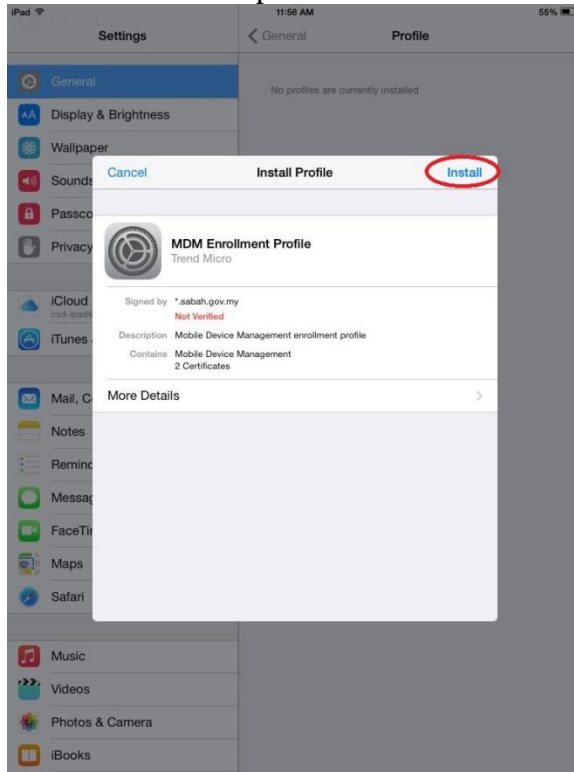 iPad
11:56 AM
55%
Settings
General
Profile
General
No profiles are currently installed
Display & Brightness
Wallpaper
Cancel
Install Profile
Install
Sounds
Passco
MDM Enrollment Profile
Trend Micro
Privacy
Signed by *.sabah.gov.my
Not Verified
iCloud
Description Mobile Device Management enrollment profile
iTunes
Contains Mobile Device Management
2 Certificates
More Details
Mail, C
Notes
Remind
Messag
FaceTi
Maps
Safari
Music
Videos
Photos & Camera
iBooks